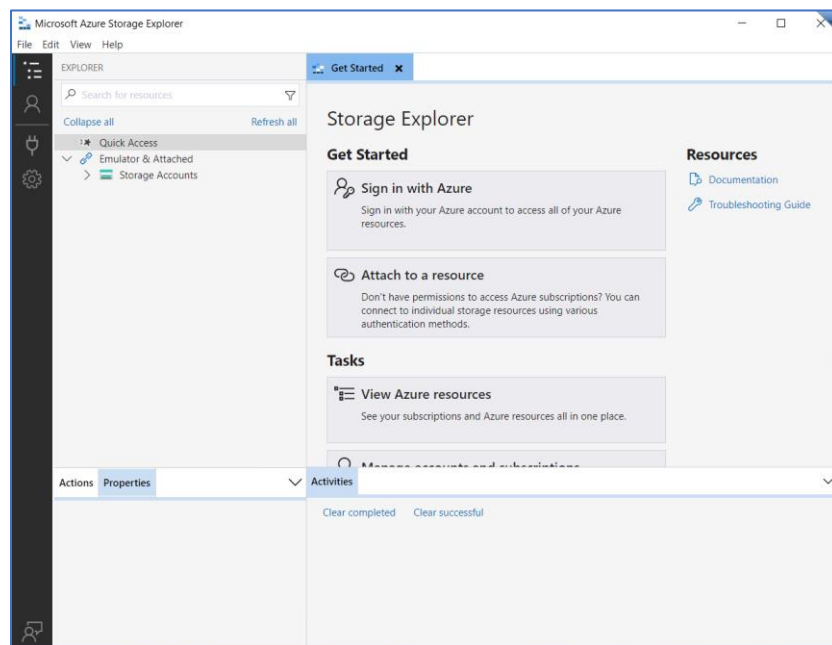 Microsoft Azure Storage Explorer
File Edit View Help
EXPLORER
Search for resources
Collapse all Refresh all
Quick Access
Emulator & Attached
Storage Accounts
Actions Properties
Get Started
Storage Explorer
Get Started
Sign in with Azure
Sign in with your Azure account to access all of your Azure
resources.
Attach to a resource
Don't have permissions to access Azure subscriptions? You can
connect to individual storage resources using various
authentication methods.
Tasks
View Azure resources
See your subscriptions and Azure resources all in one place.
Manage accounts and subscriptions
Resources
Documentation
Troubleshooting Guide
Activities
Clear completed Clear successful